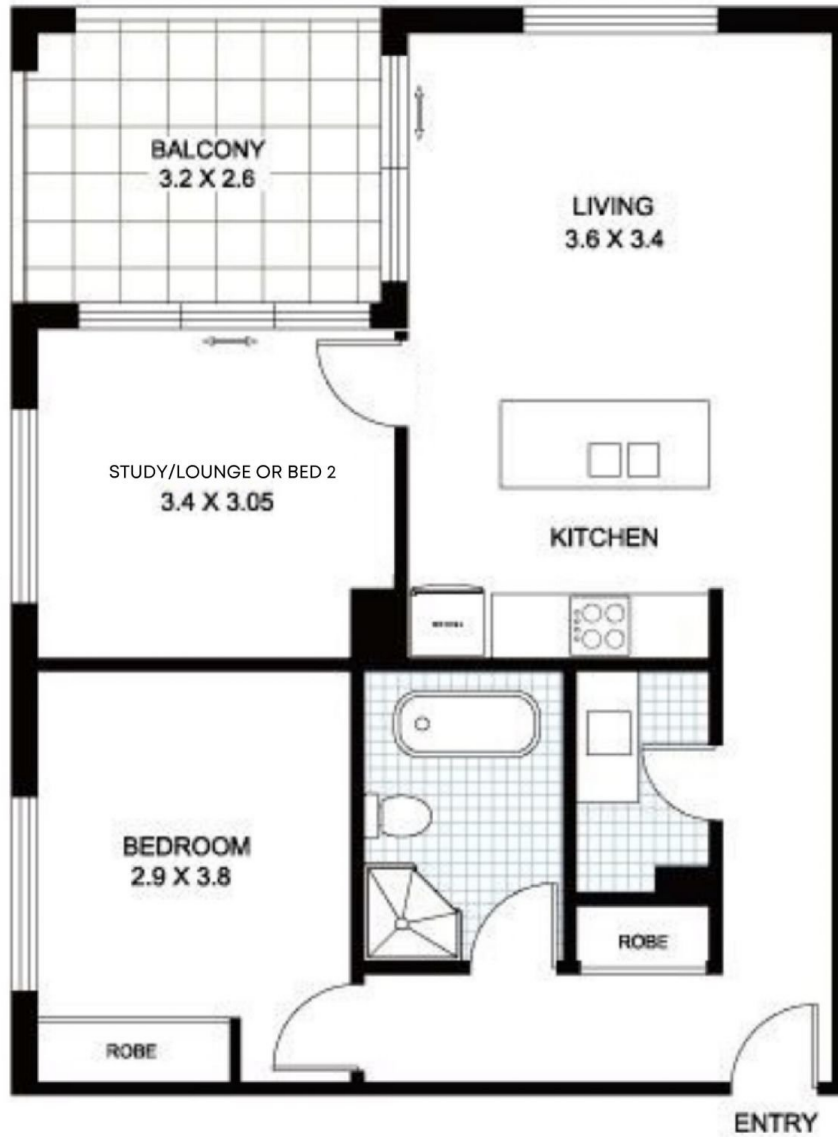 BALCONY
3.2 X 2.6
LIVING
3.6 X 3.4
STUDY/LOUNGE OR BED 2
3.4 X 3.05
KITCHEN
BEDROOM
2.9 X 3.8
ROBE
ROBE
ENTRY